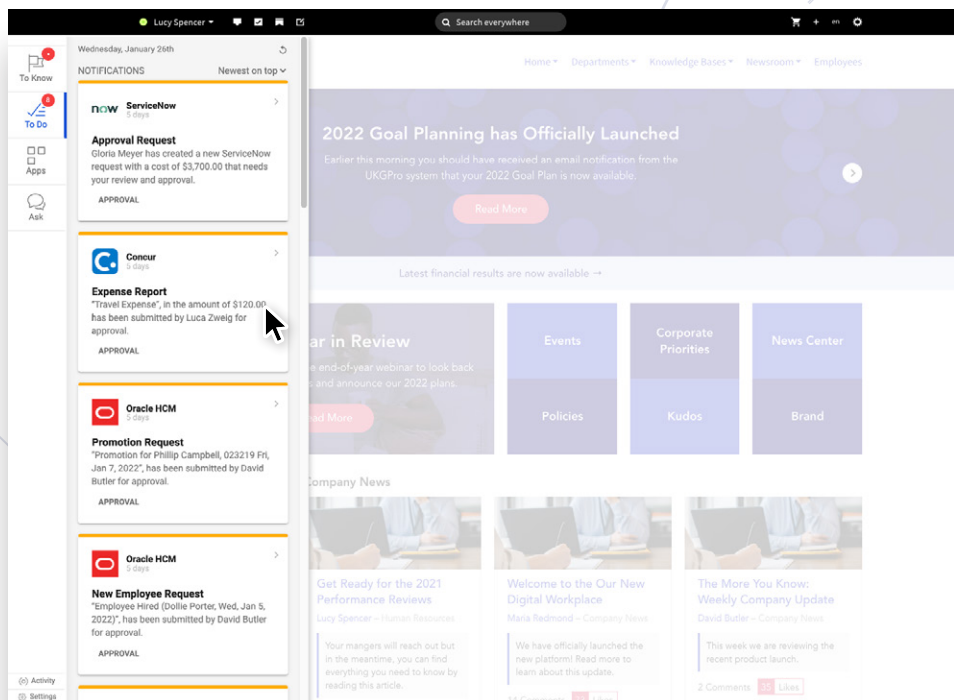 Lucy Spencer
Search everywhere
en
To Know
To Do
8
Apps
Ask
Activity
Settings
Wednesday, January 26th
NOTIFICATIONS Newest on top
now ServiceNow
5 days
Approval Request
Gloria Meyer has created a new ServiceNow
request with a cost of $3,700.00 that needs
your review and approval.
APPROVAL
C. Concur
5 days
Expense Report
"Travel Expense", in the amount of $120.00
has been submitted by Luca Zweig for
approval.
APPROVAL
Oracle HCM
5 days
Promotion Request
"Promotion for Phillip Campbell, 023219 Fri,
Jan 7, 2022", has been submitted by David
Butler for approval.
APPROVAL
Oracle HCM
5 days
New Employee Request
"Employee Hired (Dollie Porter, Wed, Jan 5,
2022)", has been submitted by David Butler
for approval.
APPROVAL
Home Departments Knowledge Bases Newsroom Employees
2022 Goal Planning has Officially Launched
Earlier this morning you should have received an email notification from the
UKGPro system that your 2022 Goal Plan is now available.
Read More
Latest financial results are now available →
ar in Review
e end-of-year webinar to look back
s and announce our 2022 plans.
ad More
Events
Corporate
Priorities
News Center
Policies
Kudos
Brand
Company News
Get Ready for the 2021
Performance Reviews
Lucy Spencer – Human Resources
Your mangers will reach out but
in the meantime, you can find
everything you need to know by
reading this article.
Welcome to the Our New
Digital Workplace
Maria Redmond – Company News
We have officially launched the
new platform! Read more to
learn about this update.
14 Comments Likes
The More You Know:
Weekly Company Update
David Butler – Company News
This week we are reviewing the
recent product launch.
2 Comments 35 Likes